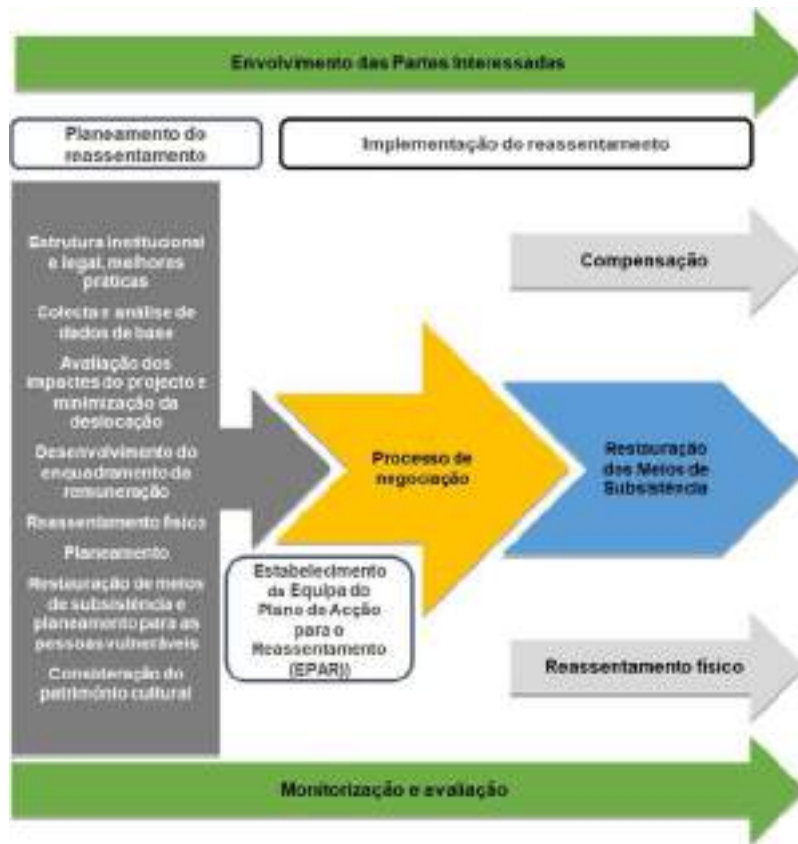 Envolvimento das Partes Interessadas
Planeamento do
reassentamento
Implementação do reassentamento
Estrutura institucional
e legal, melhores
práticas
Colecta e análise de
dados de base
Avaliação dos
impactes do projecto e
minimização da
deslocação
Desenvolvimento do
enquadramento da
remuneração
Reassentamento físico
Planeamento
Restauração de meios
de subsistência e
planeamento para as
pessoas vulneráveis
Consideração do
património cultural
Processo de
negociação
Estabelecimento
da Equipa do
Plano de Acção
para o
Reassentamento
(EPAR))
Compensação
Restauração
dos Meios de
Subsistência
Reassentamento físico
Monitorização e avaliação